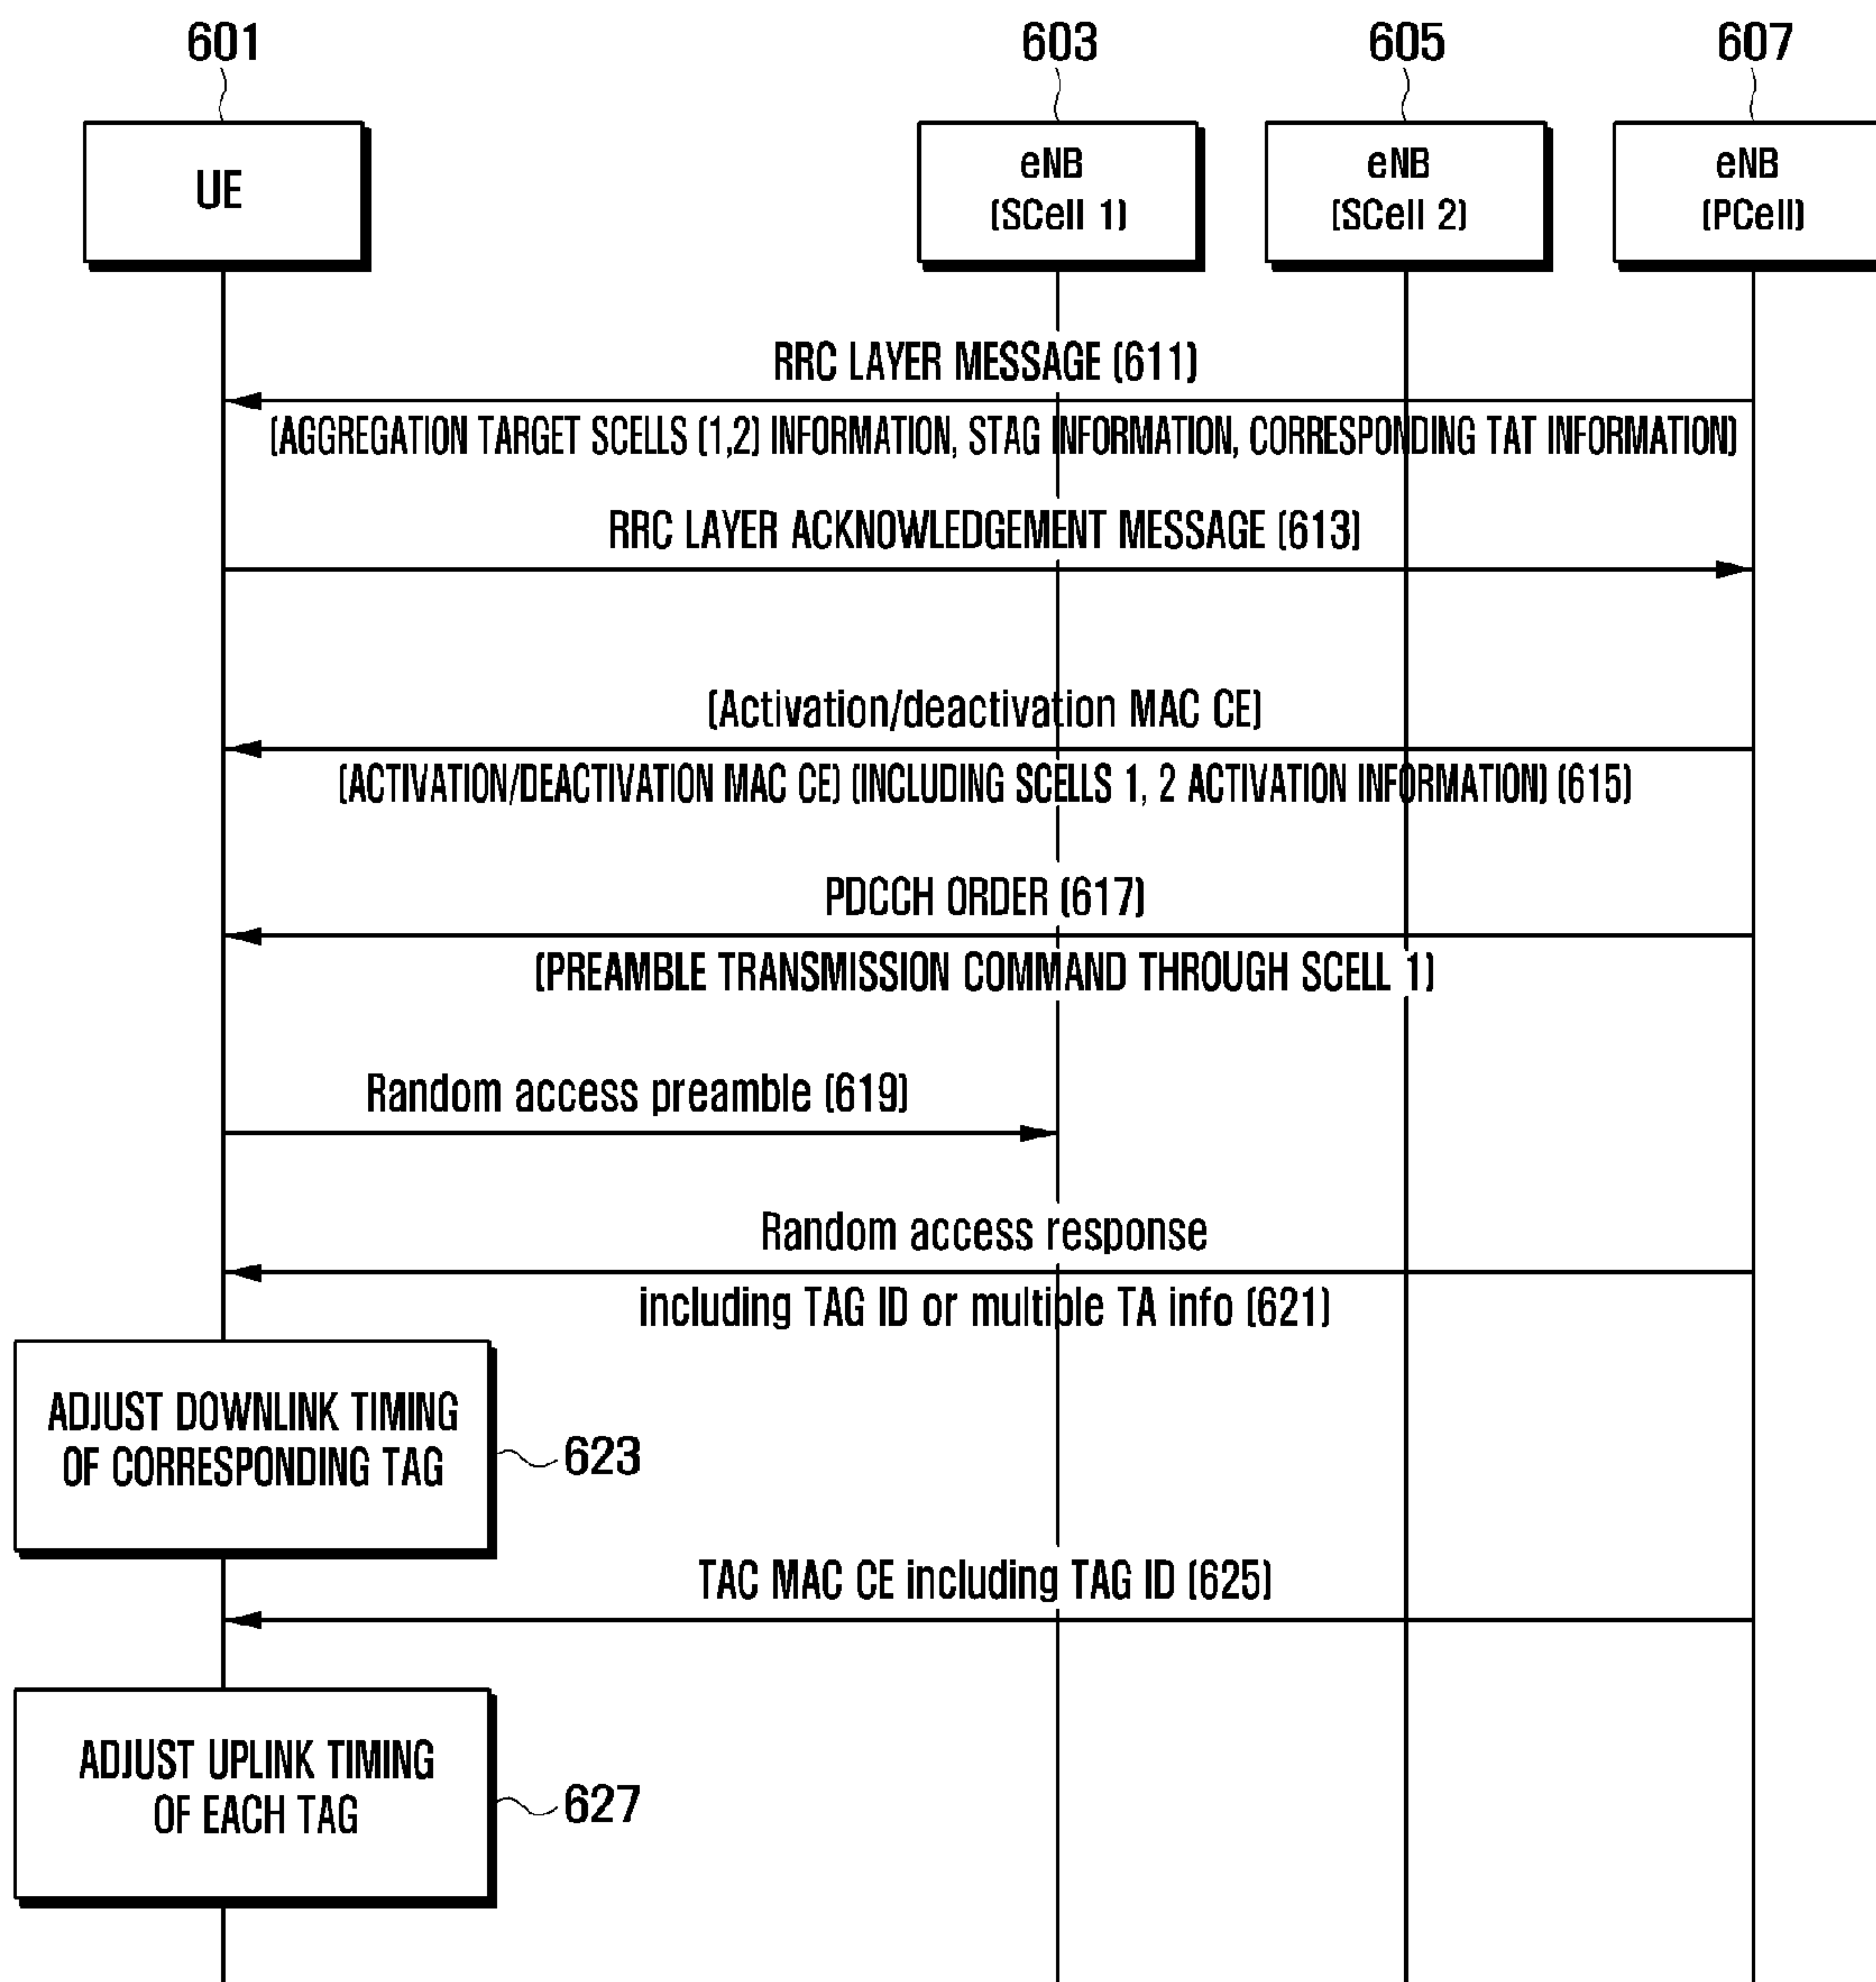 601
603
605
607
UE
eNB
(SCell 1)
eNB
(SCell 2)
eNB
(PCell)
RRC LAYER MESSAGE (611)
(AGGREGATION TARGET SCELLS (1,2) INFORMATION, STAG INFORMATION, CORRESPONDING TAT INFORMATION)
RRC LAYER ACKNOWLEDGEMENT MESSAGE (613)
(Activation/deactivation MAC CE)
(ACTIVATION/DEACTIVATION MAC CE) (INCLUDING SCELLS 1, 2 ACTIVATION INFORMATION) (615)
PDCCH ORDER (617)
(PREAMBLE TRANSMISSION COMMAND THROUGH SCELL 1)
Random access preamble (619)
Random access response
including TAG ID or multiple TA info (621)
ADJUST DOWNLINK TIMING
OF CORRESPONDING TAG
623
TAC MAC CE including TAG ID (625)
ADJUST UPLINK TIMING
OF EACH TAG
627